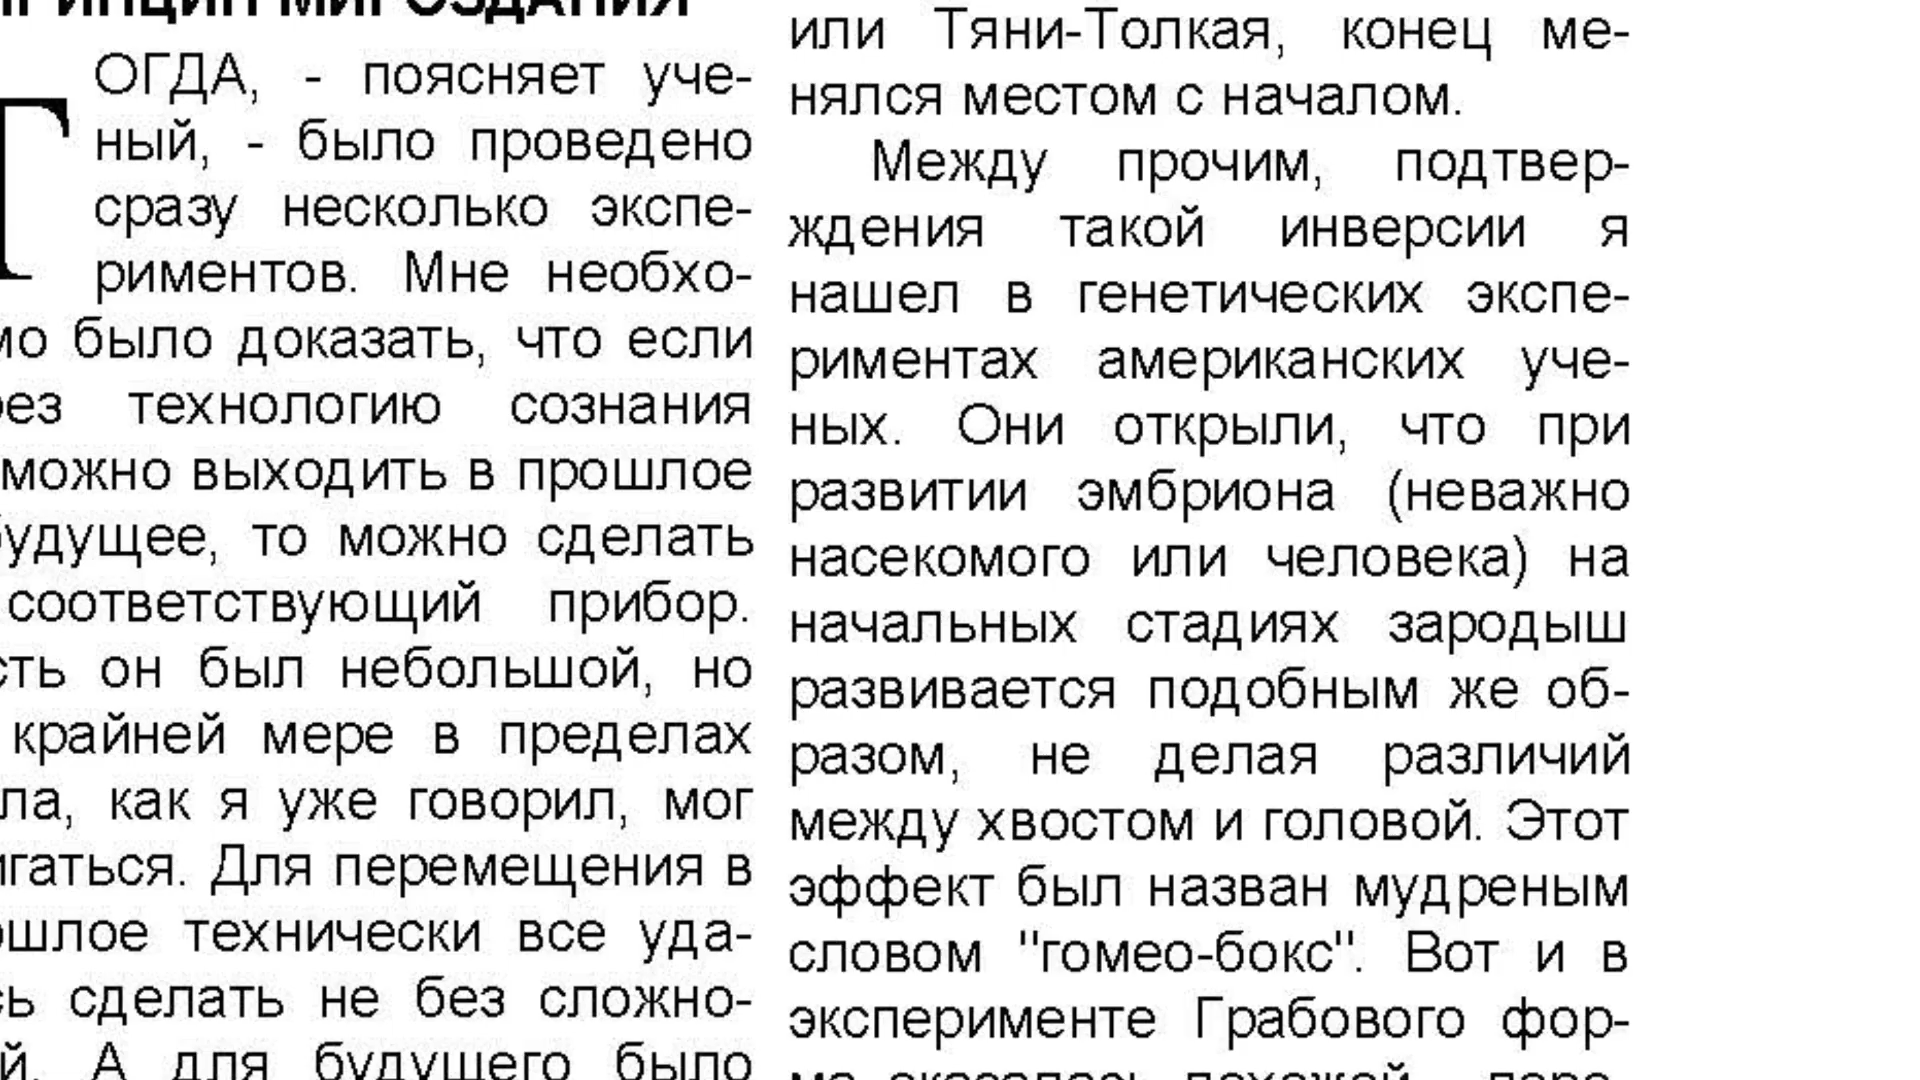 ПРИНЦИП МИРОЗДАНИЯ
ТОГДА, - поясняет уче-
ный, - было проведено
сразу несколько экспе-
риментов. Мне необхо-
мо было доказать, что если
рез технологию сознания
можно выходить в прошлое
будущее, то можно сделать
соответствующий прибор.
сть он был небольшой, но
крайней мере в пределах
ла, как я уже говорил, мог
игаться. Для перемещения в
ошлое технически все уда-
сь сделать не без сложно-
й. А для будущего было
или Тяни-Толкая, конец ме-
нялся местом с началом.
Между прочим, подтвер-
ждения такой инверсии я
нашел в генетических экспе-
риментах американских уче-
ных. Они открыли, что при
развитии эмбриона (неважно
насекомого или человека) на
начальных стадиях зародыш
развивается подобным же об-
разом, не делая различий
между хвостом и головой. Этот
эффект был назван мудреным
словом "гомео-бокс". Вот и в
эксперименте Грабового фор-
ма оказалась похожей